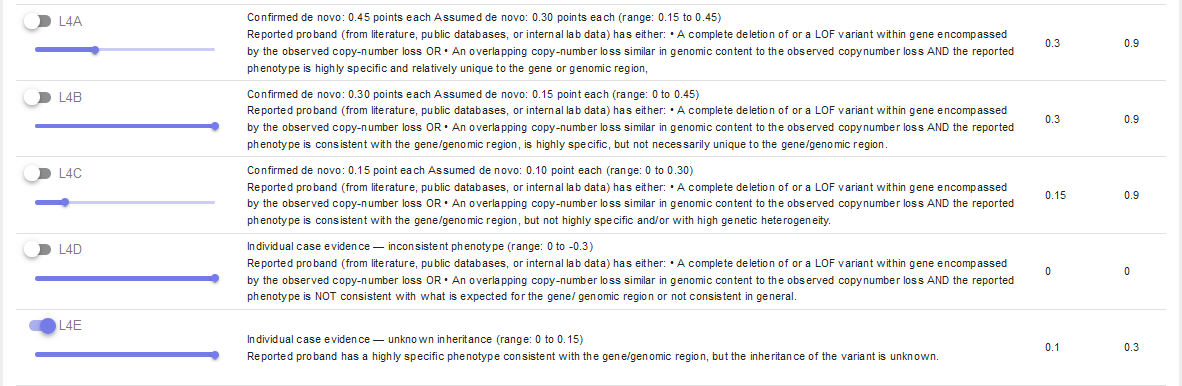 L4A
Confirmed de novo: 0.45 points each Assumed de novo: 0.30 points each (range: 0.15 to 0.45)
Reported proband (from literature, public databases, or internal lab data) has either: • A complete deletion of or a LOF variant within gene encompassed
by the observed copy-number loss OR • An overlapping copy-number loss similar in genomic content to the observed copynumber loss AND the reported
phenotype is highly specific and relatively unique to the gene or genomic region,
0.3
0.9
L4B
Confirmed de novo: 0.30 points each Assumed de novo: 0.15 point each (range: 0 to 0.45)
Reported proband (from literature, public databases, or internal lab data) has either: • A complete deletion of or a LOF variant within gene encompassed
by the observed copy-number loss OR • An overlapping copy-number loss similar in genomic content to the observed copynumber loss AND the reported
phenotype is consistent with the gene/genomic region, is highly specific, but not necessarily unique to the gene/genomic region.
0.3
0.9
L4C
Confirmed de novo: 0.15 point each Assumed de novo: 0.10 point each (range: 0 to 0.30)
Reported proband (from literature, public databases, or internal lab data) has either: • A complete deletion of or a LOF variant within gene encompassed
by the observed copy-number loss OR • An overlapping copy-number loss similar in genomic content to the observed copynumber loss AND the reported
phenotype is consistent with the gene/genomic region, but not highly specific and/or with high genetic heterogeneity.
0.15
0.9
L4D
Individual case evidence — inconsistent phenotype (range: 0 to -0.3)
Reported proband (from literature, public databases, or internal lab data) has either: • A complete deletion of or a LOF variant within gene encompassed
by the observed copy-number loss OR • An overlapping copy-number loss similar in genomic content to the observed copynumber loss AND the reported
phenotype is NOT consistent with what is expected for the gene/ genomic region or not consistent in general.
0
0
L4E
Individual case evidence — unknown inheritance (range: 0 to 0.15)
Reported proband has a highly specific phenotype consistent with the gene/genomic region, but the inheritance of the variant is unknown.
0.1
0.3